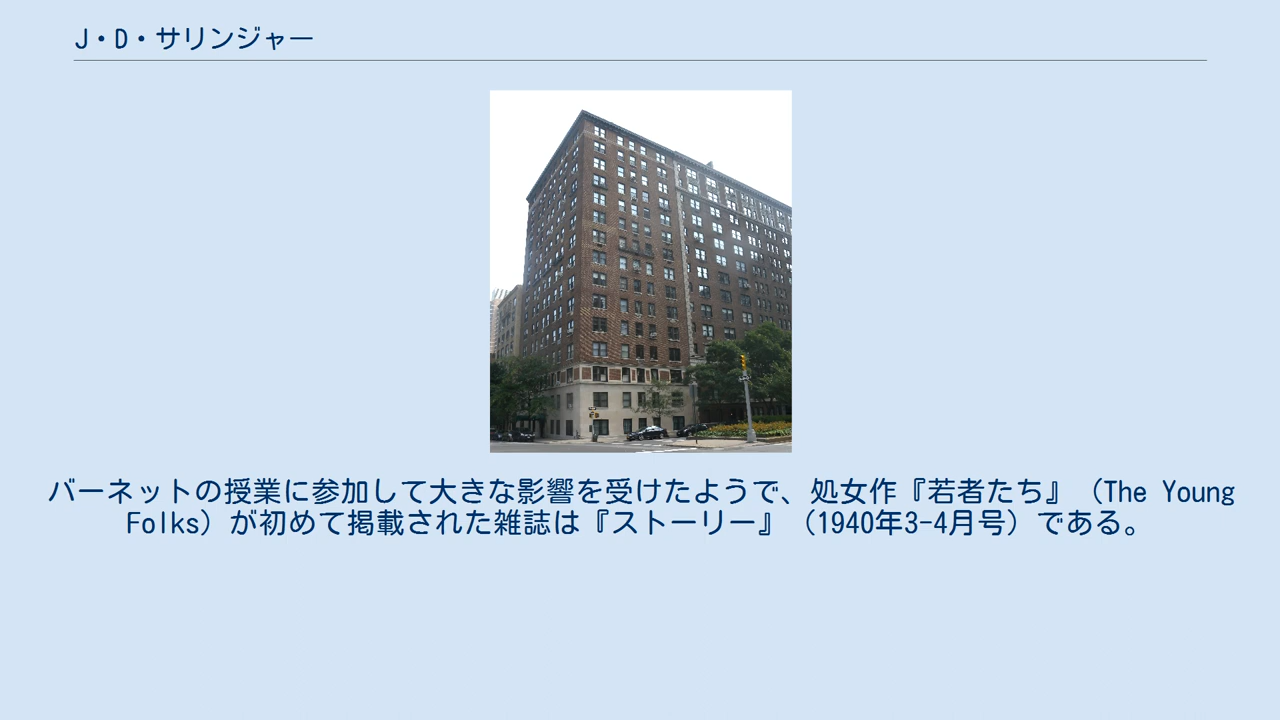 J・D・サリンジャー
バーネットの授業に参加して大きな影響を受けたようで、処女作『若者たち』（The Young
Folks）が初めて掲載された雑誌は『ストーリー』（1940年3-4月号）である。